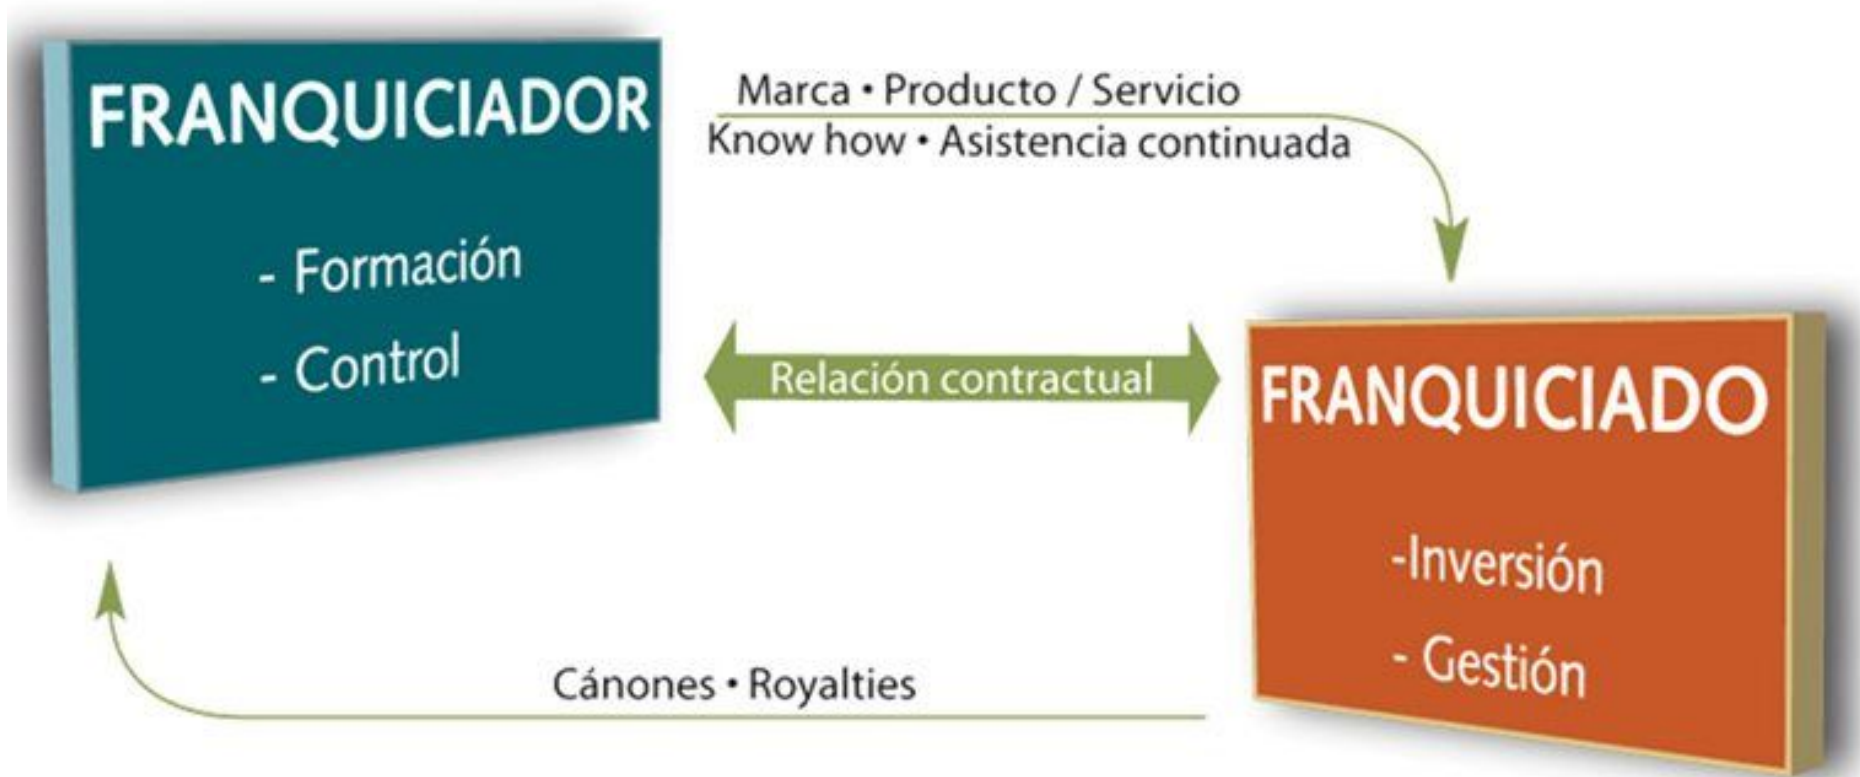 FRANQUICIADOR
- Formación
- Control
Marca • Producto / Servicio
Know how • Asistencia continuada
Relación contractual
FRANQUICIADO
-Inversión
- Gestión
Cánones • Royalties